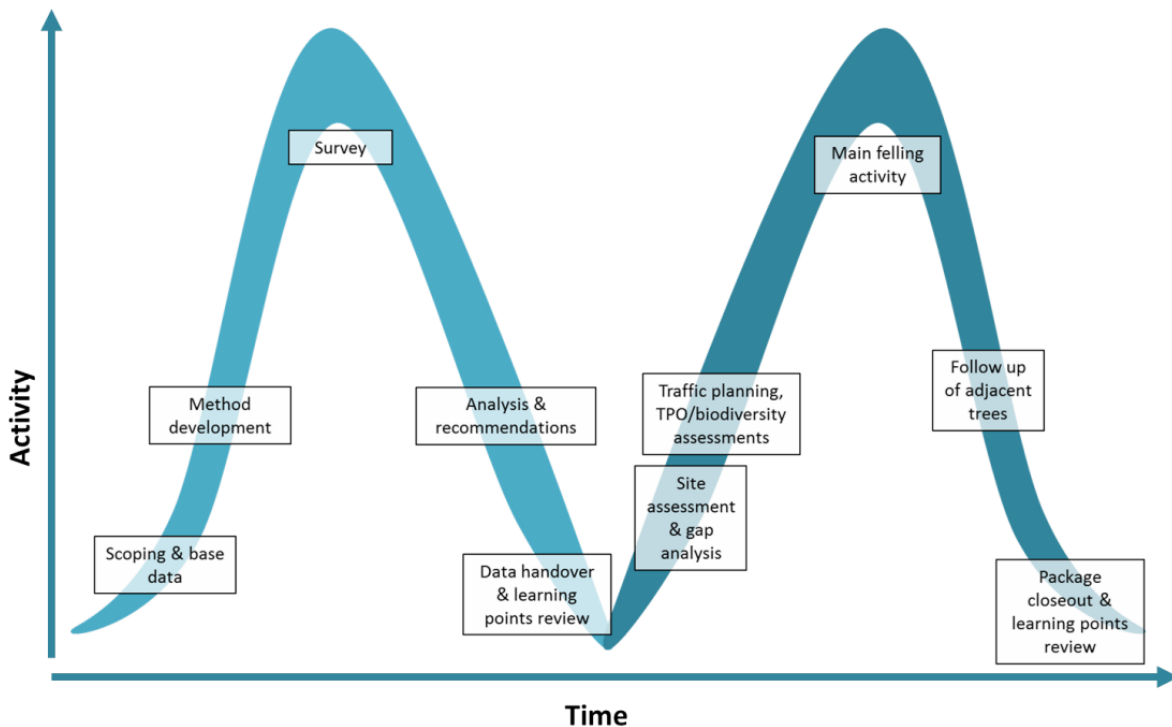 Activity
Survey
Main felling
activity
Method
development
Analysis &
recommendations
Traffic planning,
TPO/biodiversity
assessments
Follow up
of adjacent
trees
Scoping & base
data
Data handover
& learning
points review
Site
assessment
& gap
analysis
Package
closeout &
learning points
review
Time